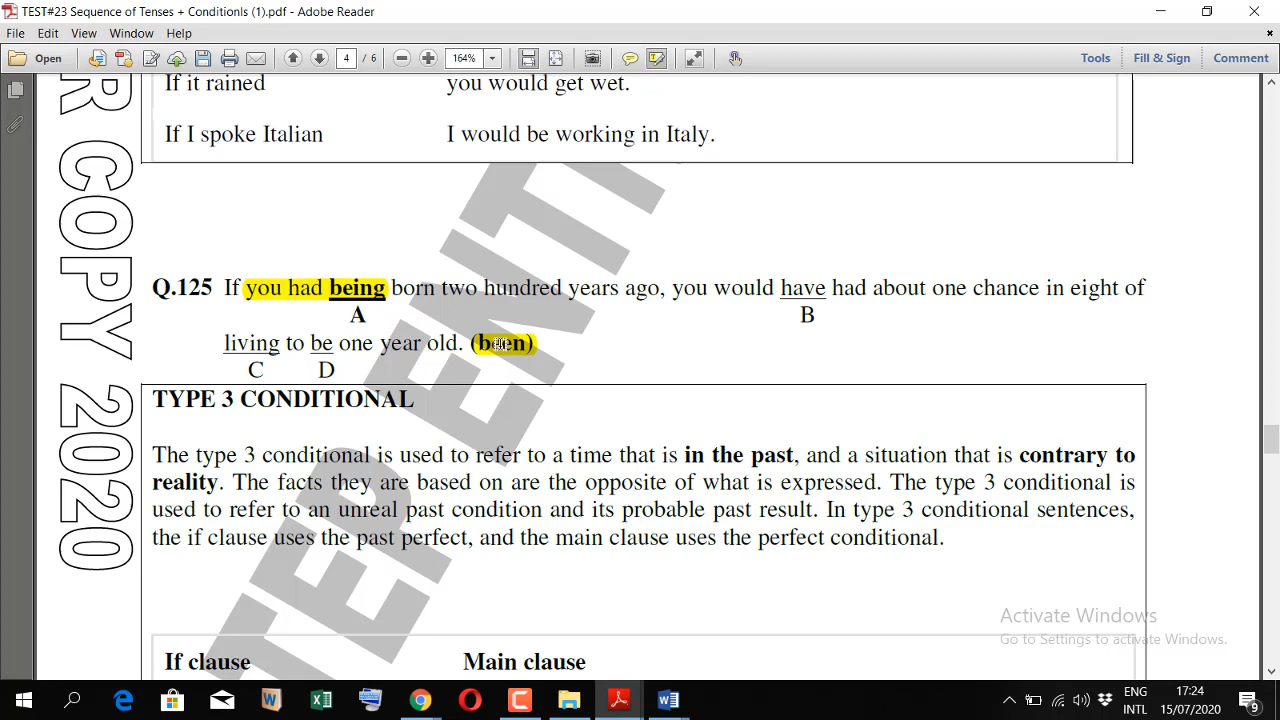 TEST#23 Sequence of Tenses + ConditionIs (1).pdf - Adobe Reader
File Edit View Window Help
Open 4 / 6 164% Tools Fill & Sign Comment
If it rained you would get wet.
If I spoke Italian I would be working in Italy.
Q.125 If you had being born two hundred years ago, you would have had about one chance in eight of
A B
living to be one year old. (been)
C D
TYPE 3 CONDITIONAL
The type 3 conditional is used to refer to a time that is in the past, and a situation that is contrary to
reality. The facts they are based on are the opposite of what is expressed. The type 3 conditional is
used to refer to an unreal past condition and its probable past result. In type 3 conditional sentences,
the if clause uses the past perfect, and the main clause uses the perfect conditional.
If clause Main clause
R COPY 2020
TEP ENTI
Activate Windows
Go to Settings to activate Windows.
ENG 17:24
INTL 15/07/2020 9